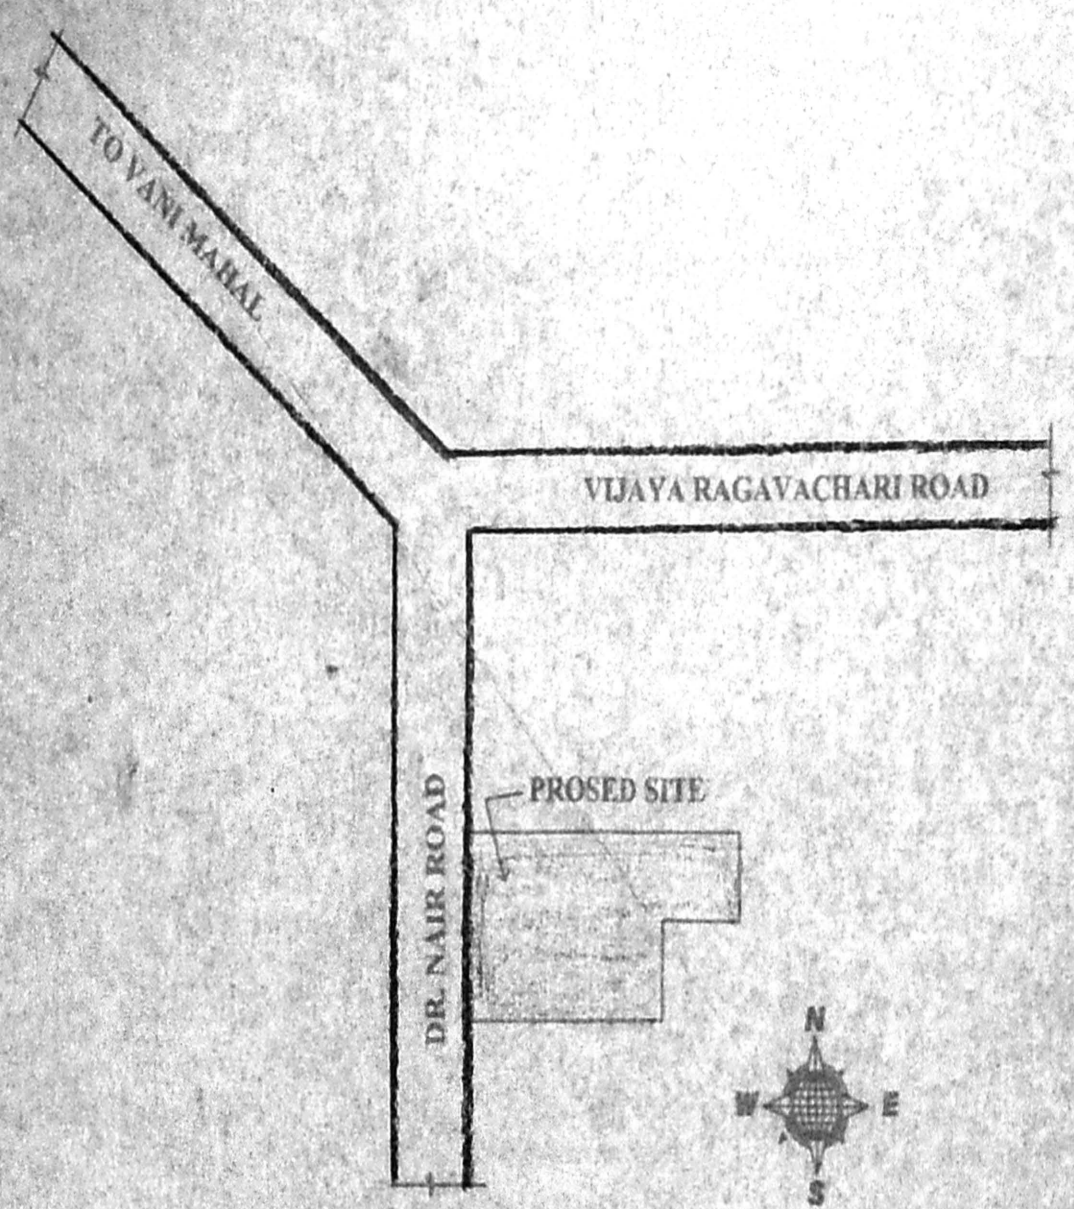 TO VANI MAHAL
VIJAYA RAGAVACHARI ROAD
PROSED SITE
DR. NAIR ROAD
N
W E
S